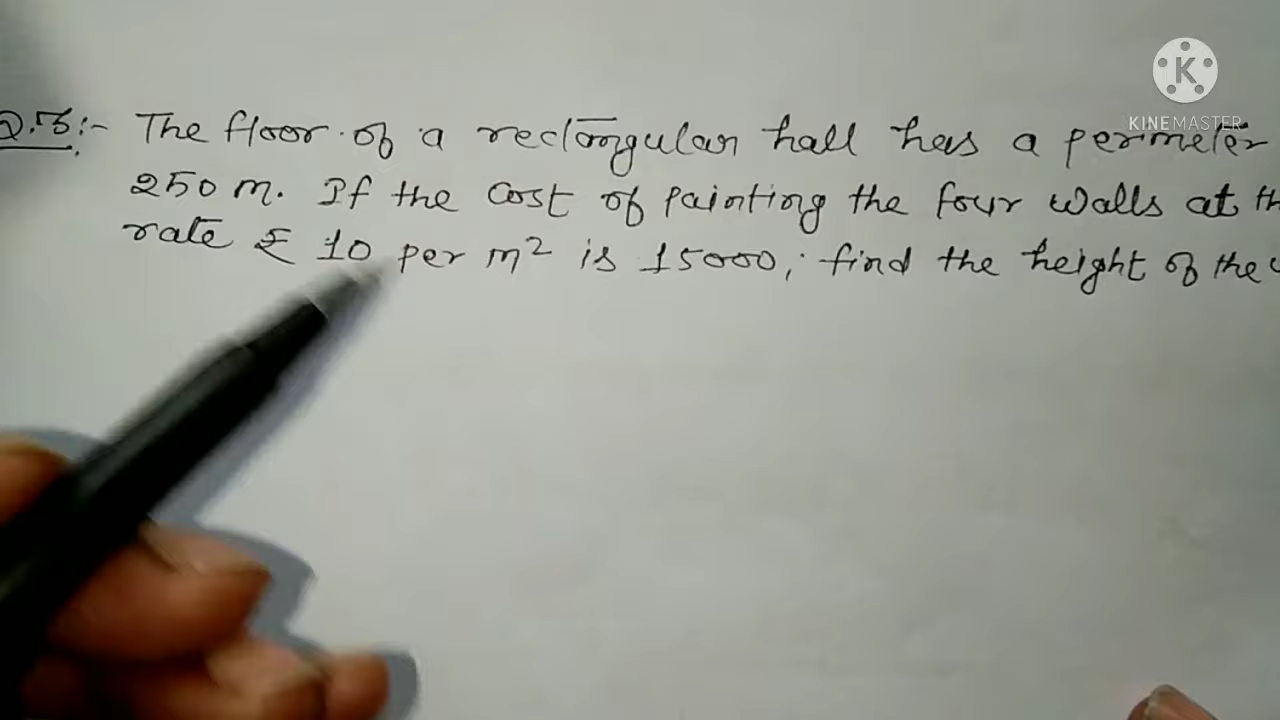 KINEMASTER
Q.5:- The floor of a rectangular hall has a perimeter
250 m. If the cost of painting the four walls at
rate ₹ 10 per m² is 15000, find the height of the